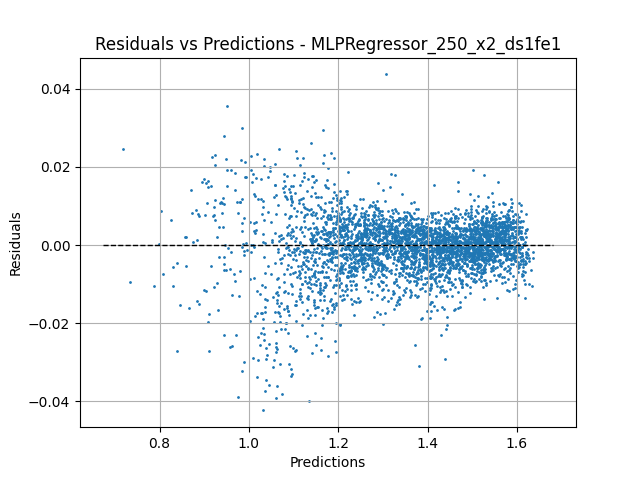 Residuals vs Predictions - MLPRegressor_250_x2_ds1fe1
0.04
0.02
0.00
−0.02
−0.04
Residuals
0.8 1.0 1.2 1.4 1.6
Predictions